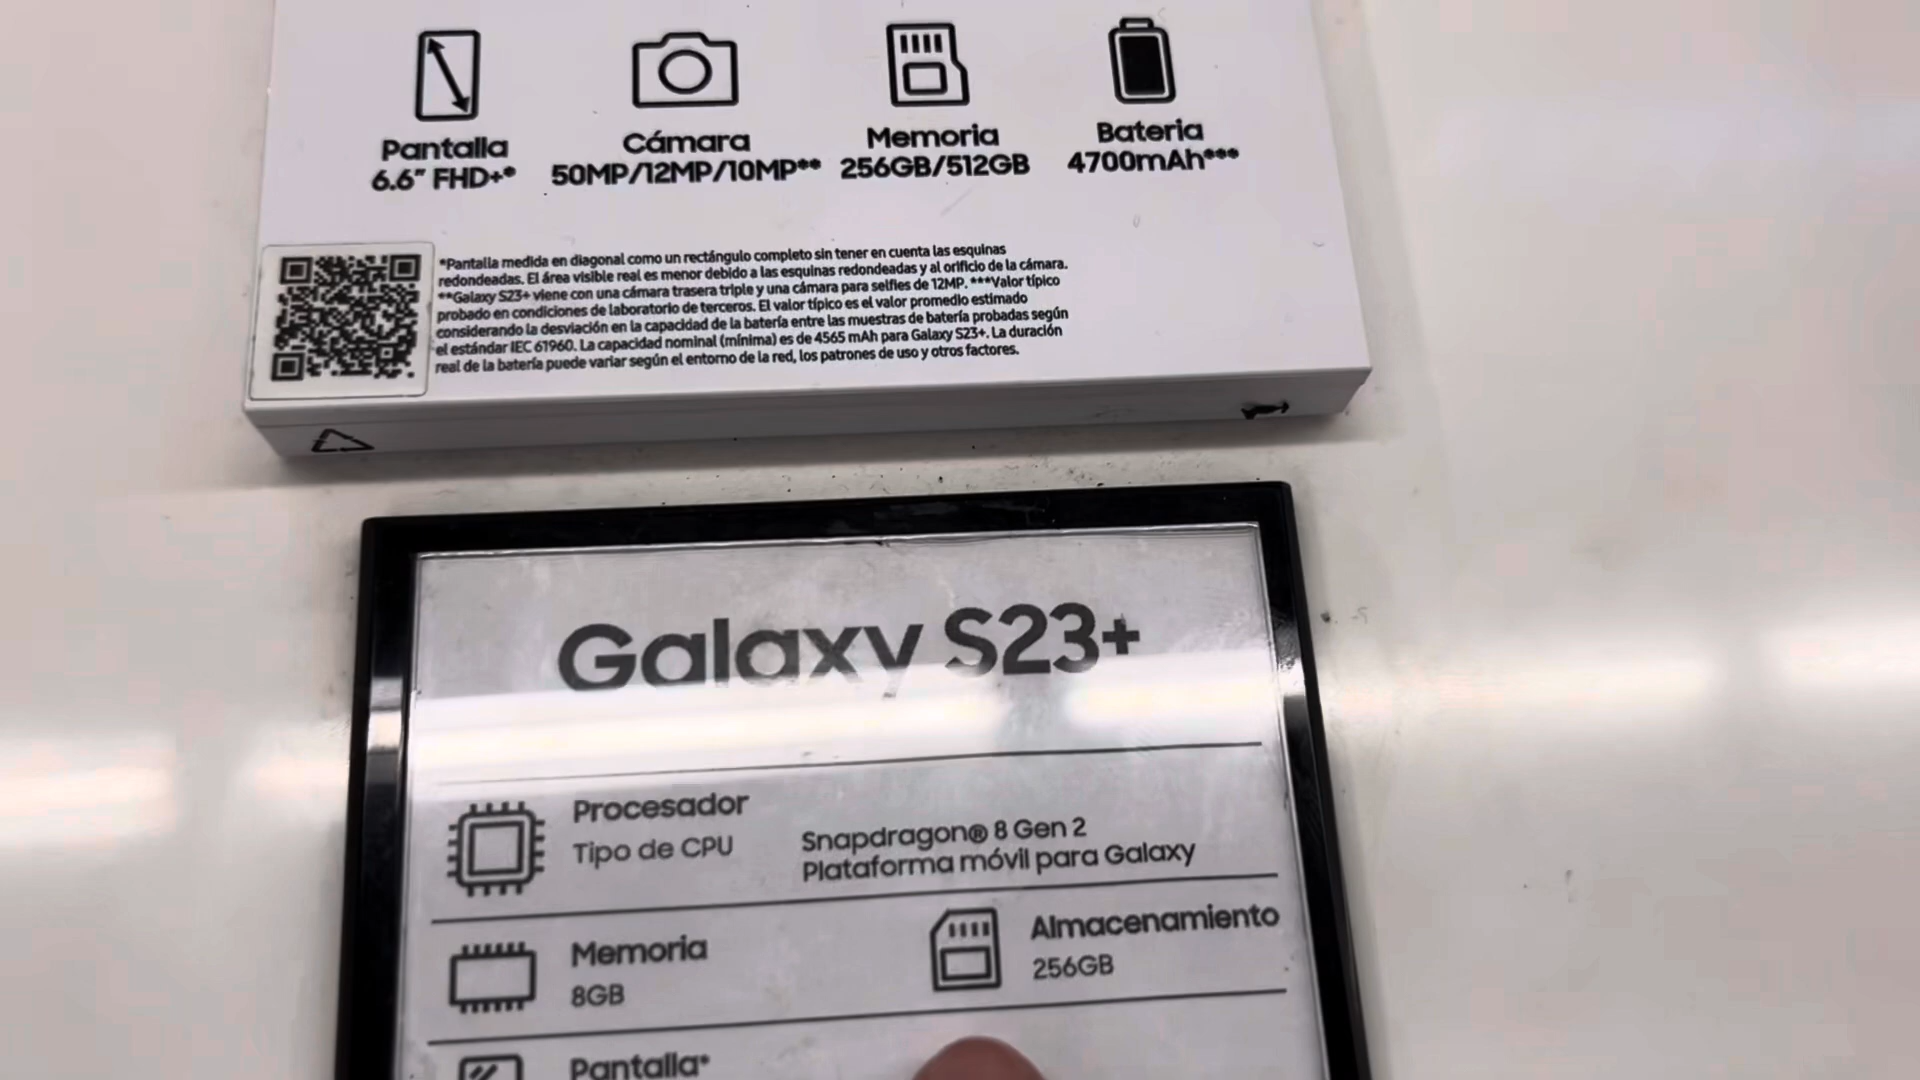 Pantalla
6.6" FHD+*
Cámara
50MP/12MP/10MP**
Memoria
256GB/512GB
Bateria
4700mAh***
*Pantalla medida en diagonal como un rectángulo completo sin tener en cuenta las esquinas
redondeadas. El área visible real es menor debido a las esquinas redondeadas y al orificio de la cámara.
**Galaxy S23+ viene con una cámara trasera triple y una cámara para selfies de 12MP. ***Valor típico
probado en condiciones de laboratorio de terceros. El valor típico es el valor promedio estimado
considerando la desviación en la capacidad de la batería entre las muestras de batería probadas según
el estándar IEC 61960. La capacidad nominal (mínima) es de 4565 mAh para Galaxy S23+. La duración
real de la batería puede variar según el entorno de la red, los patrones de uso y otros factores.
Galaxy S23+
Procesador
Tipo de CPU
Snapdragon® 8 Gen 2
Plataforma móvil para Galaxy
Memoria
8GB
Almacenamiento
256GB
Pantalla*